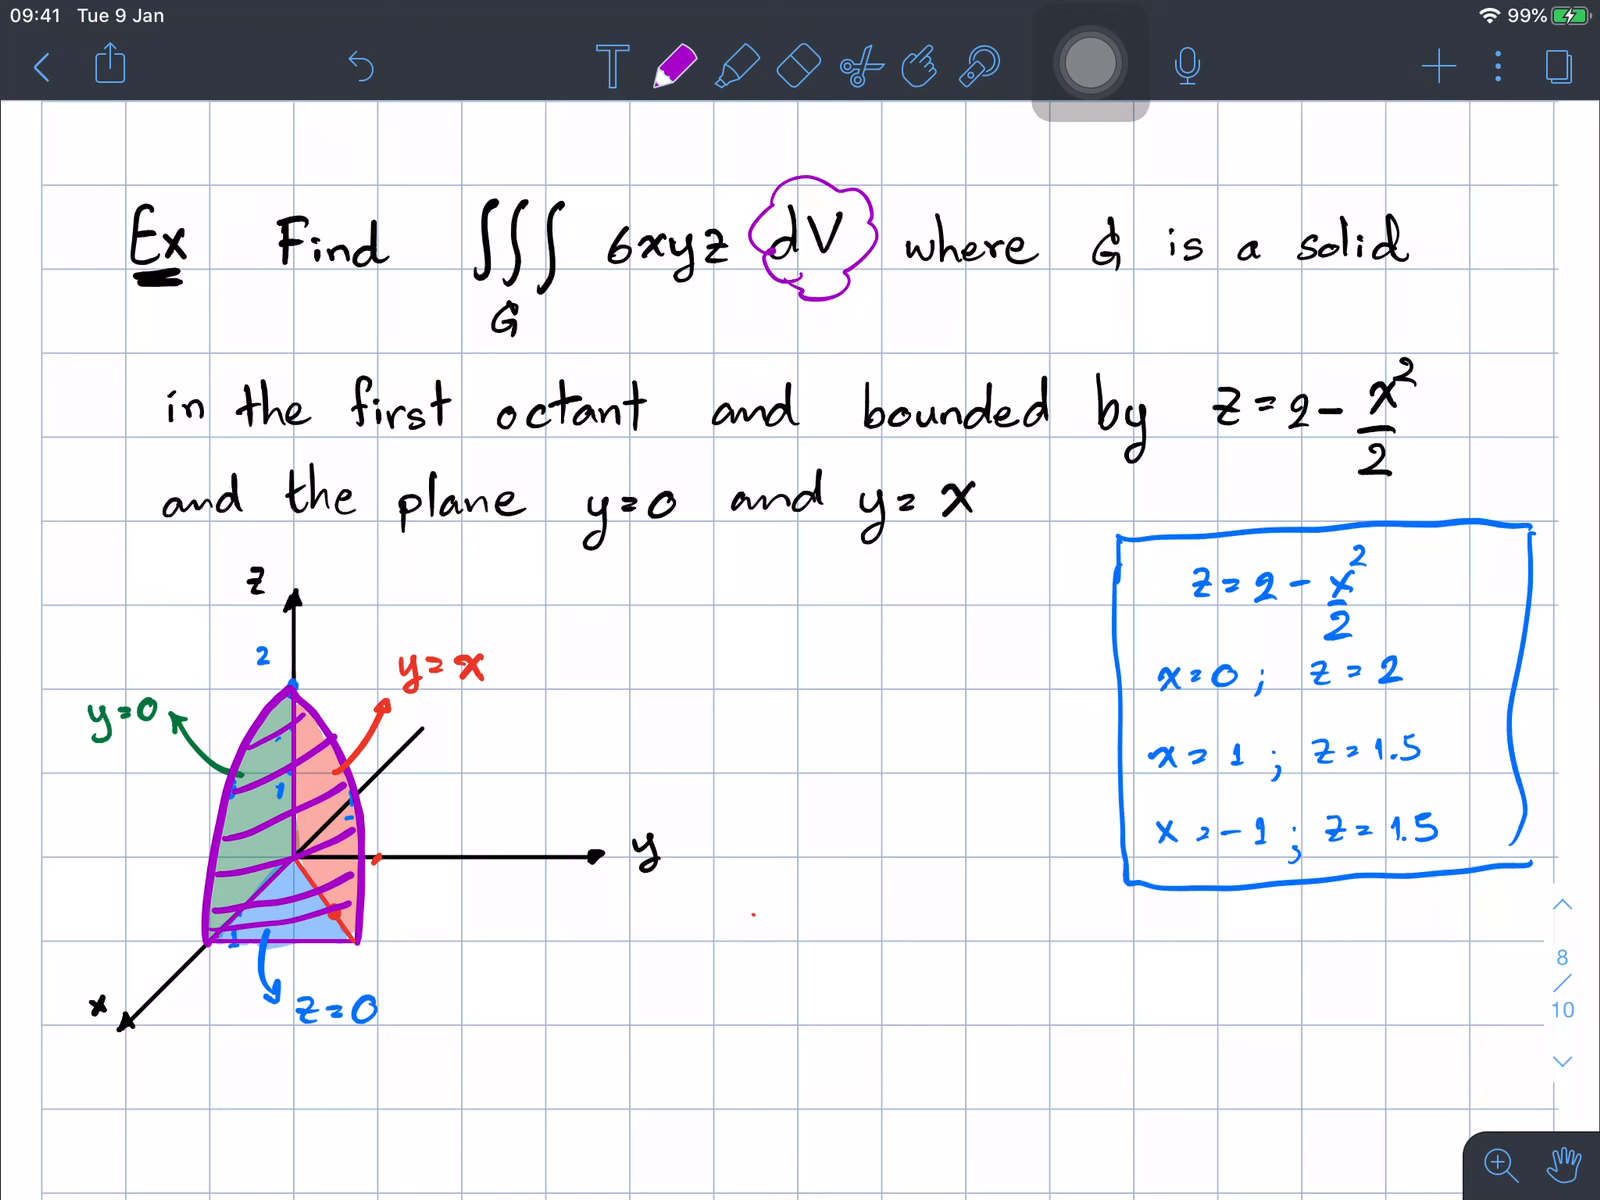 09:41 Tue 9 Jan
99%
T
Ex Find ∭_G 6xyz dV where G is a solid
in the first octant and bounded by z = 2 - x²/2
and the plane y=0 and y=x
z
2
y=x
y=0
1
y
1
x
z=0
z = 2 - x²/2
x=0 ; z=2
x=1 ; z=1.5
x=-1 ; z=1.5
8
/
10